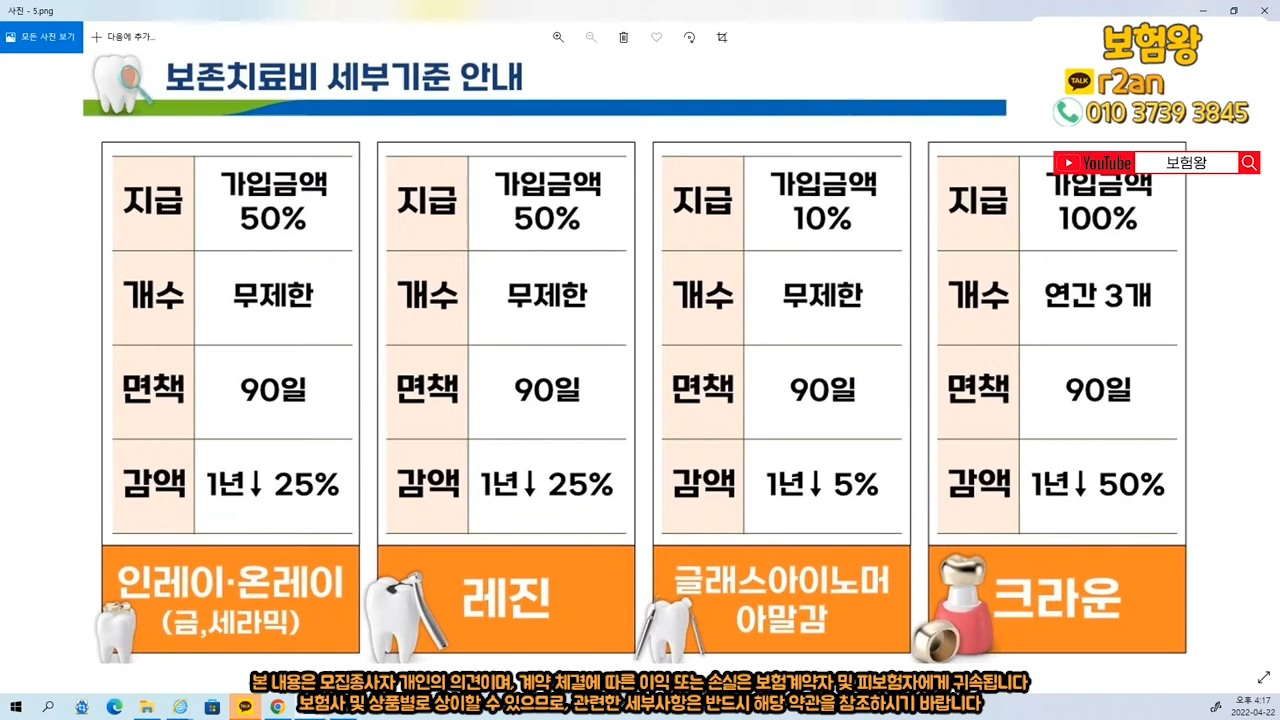 사진 - 5.png
모든 사진 보기
다음에 추가...
보험왕
TALK r2an
010 3739 3845
YouTube 보험왕
보존치료비 세부기준 안내
지급 가입금액 50%
개수 무제한
면책 90일
감액 1년↓ 25%
인레이·온레이
(금,세라믹)
지급 가입금액 50%
개수 무제한
면책 90일
감액 1년↓ 25%
레진
지급 가입금액 10%
개수 무제한
면책 90일
감액 1년↓ 5%
글래스아이노머
아말감
지급 가입금액 100%
개수 연간 3개
면책 90일
감액 1년↓ 50%
크라운
본 내용은 모집종사자 개인의 의견이며, 계약 체결에 따른 이익 또는 손실은 보험계약자 및 피보험자에게 귀속됩니다
보험사 및 상품별로 상이할 수 있으므로, 관련한 세부사항은 반드시 해당 약관을 참조하시기 바랍니다
오후 4:17
2022-04-22